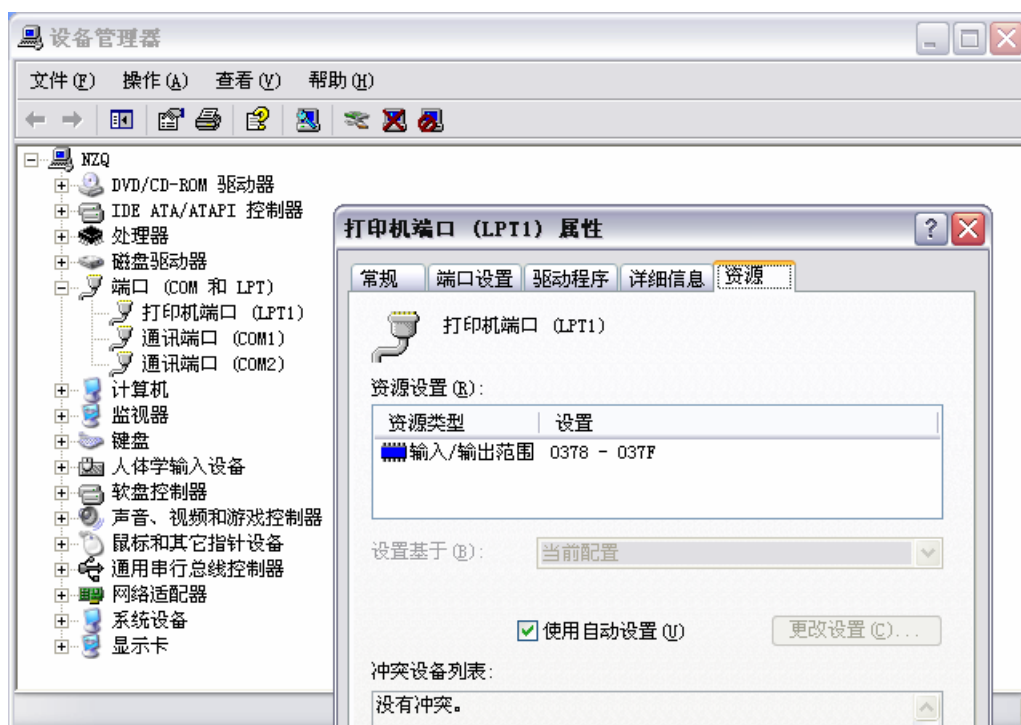 设备管理器
文件(F) 操作(A) 查看(V) 帮助(H)
NZQ
DVD/CD-ROM 驱动器
IDE ATA/ATAPI 控制器
处理器
磁盘驱动器
端口 (COM 和 LPT)
打印机端口 (LPT1)
通讯端口 (COM1)
通讯端口 (COM2)
计算机
监视器
键盘
人体学输入设备
软盘控制器
声音、视频和游戏控制器
鼠标和其它指针设备
通用串行总线控制器
网络适配器
系统设备
显示卡
打印机端口 (LPT1) 属性
常规 端口设置 驱动程序 详细信息 资源
打印机端口 (LPT1)
资源设置(R):
资源类型 设置
输入/输出范围 0378 - 037F
设置基于(B): 当前配置
使用自动设置(U) 更改设置(C)...
冲突设备列表:
没有冲突。